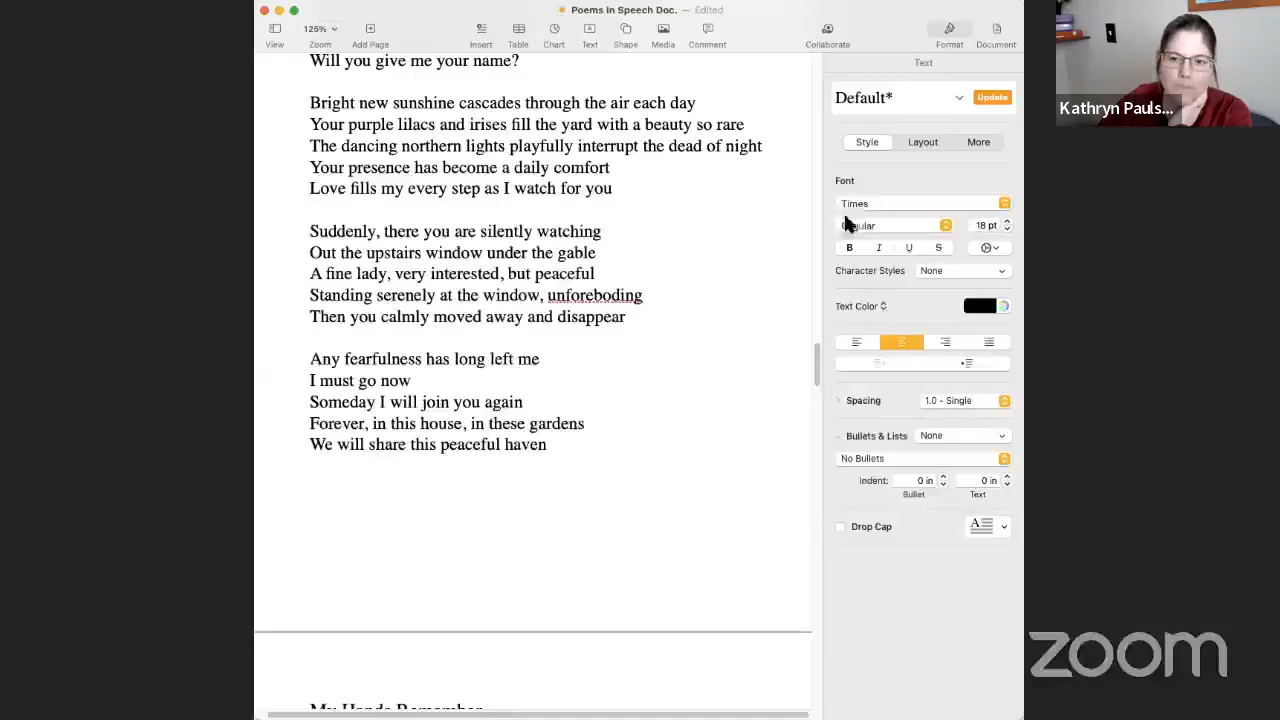 Poems In Speech Doc. — Edited
125%
View Zoom Add Page Insert Table Chart Text Shape Media Comment Collaborate Format Document
Text
Default* Update
Style Layout More
Font
Times
18 pt
B I U S
Character Styles None
Text Color
Spacing 1.0 - Single
Bullets & Lists None
No Bullets
Indent: 0 in 0 in
Bullet Text
Drop Cap A
Will you give me your name?
Bright new sunshine cascades through the air each day
Your purple lilacs and irises fill the yard with a beauty so rare
The dancing northern lights playfully interrupt the dead of night
Your presence has become a daily comfort
Love fills my every step as I watch for you
Suddenly, there you are silently watching
Out the upstairs window under the gable
A fine lady, very interested, but peaceful
Standing serenely at the window, unforeboding
Then you calmly moved away and disappear
Any fearfulness has long left me
I must go now
Someday I will join you again
Forever, in this house, in these gardens
We will share this peaceful haven
My Hands Remember
Kathryn Pauls...
zoom